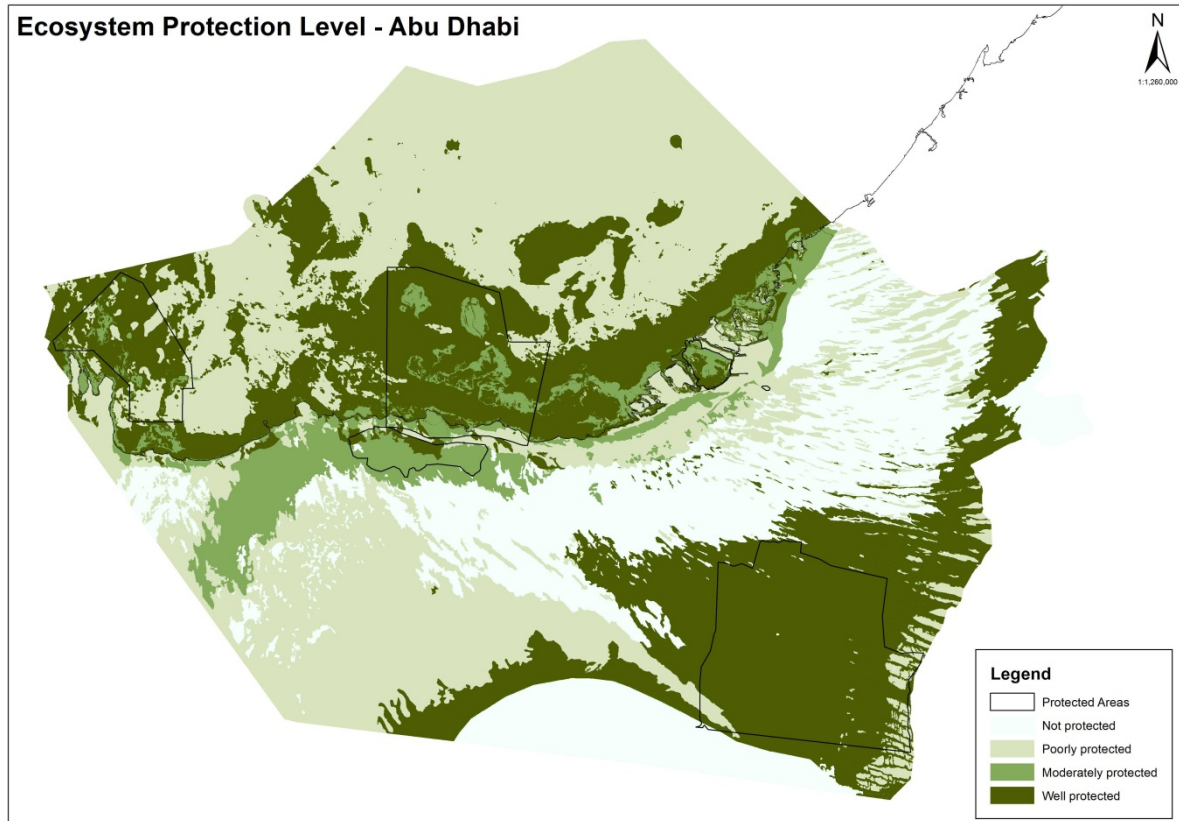 Ecosystem Protection Level - Abu Dhabi
N
1:1,260,000
Legend
Protected Areas
Not protected
Poorly protected
Moderately protected
Well protected